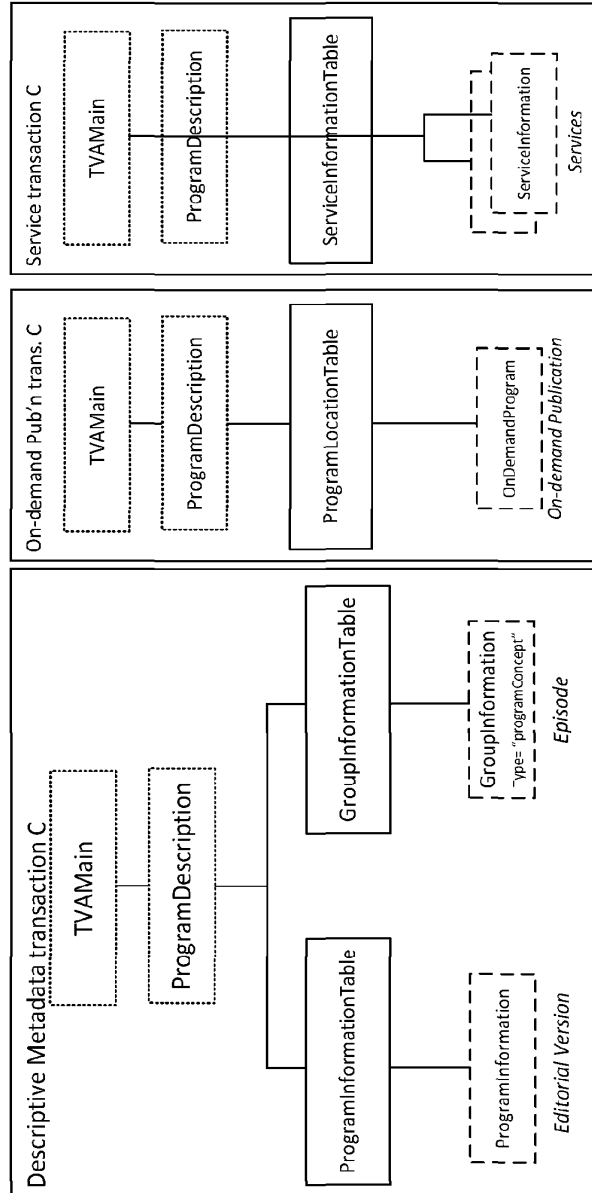 Descriptive Metadata transaction C
TVAMain
ProgramDescription
ProgramInformationTable
GroupInformationTable
ProgramInformation
GroupInformation
Type= "programConcept"
Editorial Version
Episode
On-demand Pub'n trans. C
TVAMain
ProgramDescription
ProgramLocationTable
OnDemandProgram
On-demand Publication
Service transaction C
TVAMain
ProgramDescription
ServiceInformationTable
ServiceInformation
Services